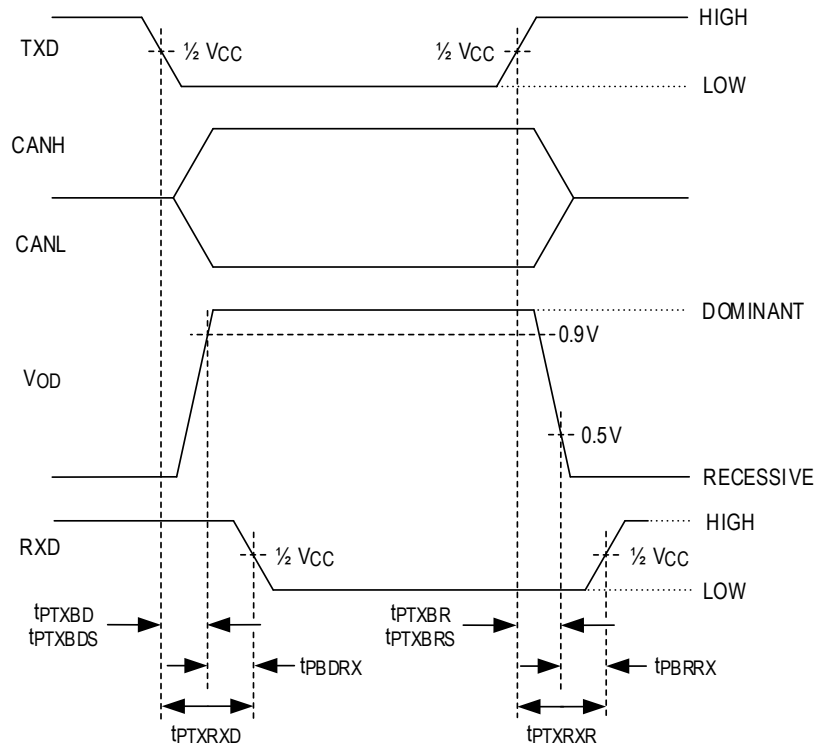 HIGH
TXD
½ VCC
½ VCC
LOW
CANH
CANL
DOMINANT
0.9V
VOD
0.5V
RECESSIVE
HIGH
RXD
½ VCC
½ VCC
LOW
tPTXBD
tPTXBDS
tPTXBR
tPTXBRS
tPBDRX
tPBRRX
tPTXRXD
tPTXRXR